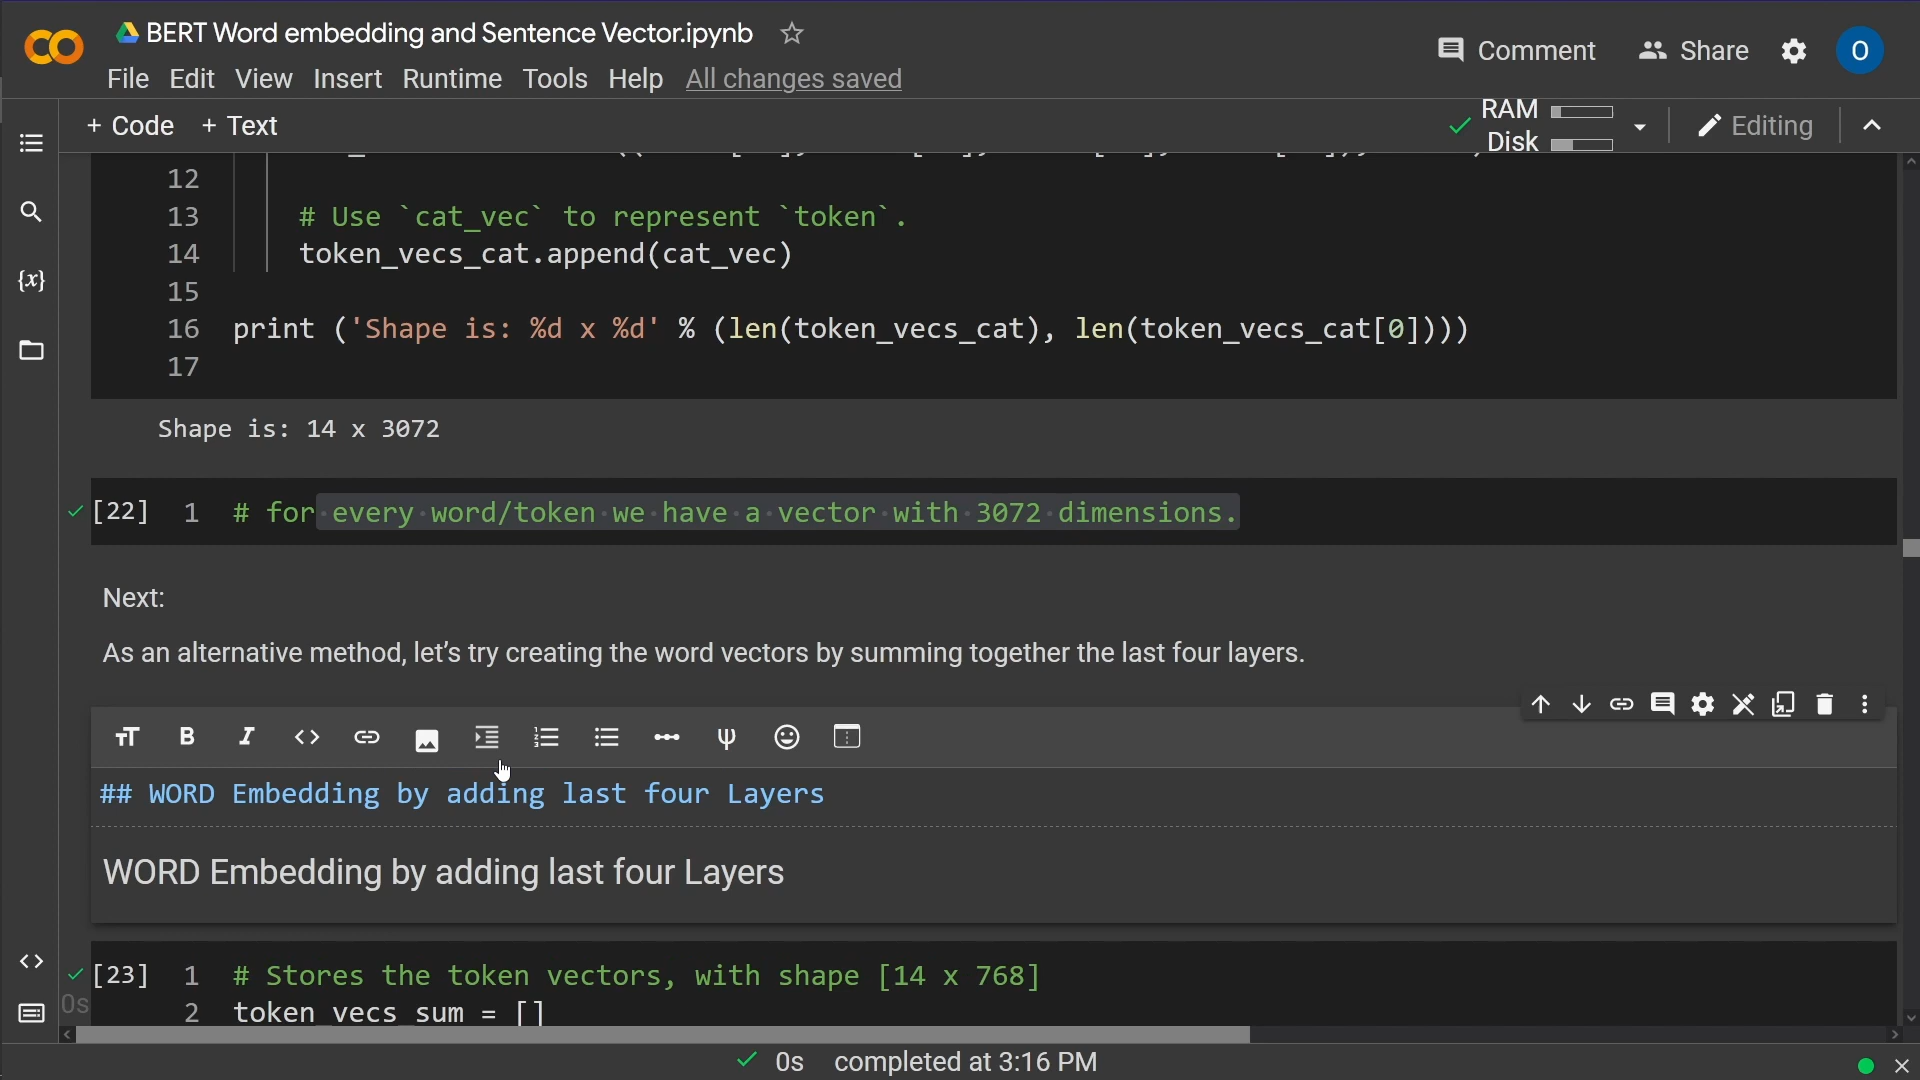 BERT Word embedding and Sentence Vector.ipynb
Comment Share O
File Edit View Insert Runtime Tools Help All changes saved
+ Code + Text
RAM
Disk
Editing
12
13 # Use `cat_vec` to represent `token`.
14 token_vecs_cat.append(cat_vec)
15
16 print ('Shape is: %d x %d' % (len(token_vecs_cat), len(token_vecs_cat[0])))
17
Shape is: 14 x 3072
[22] 1 # for every word/token we have a vector with 3072 dimensions.
Next:
As an alternative method, let’s try creating the word vectors by summing together the last four layers.
## WORD Embedding by adding last four Layers
WORD Embedding by adding last four Layers
[23] 1 # Stores the token vectors, with shape [14 x 768]
0s
2 token_vecs_sum = []
0s completed at 3:16 PM